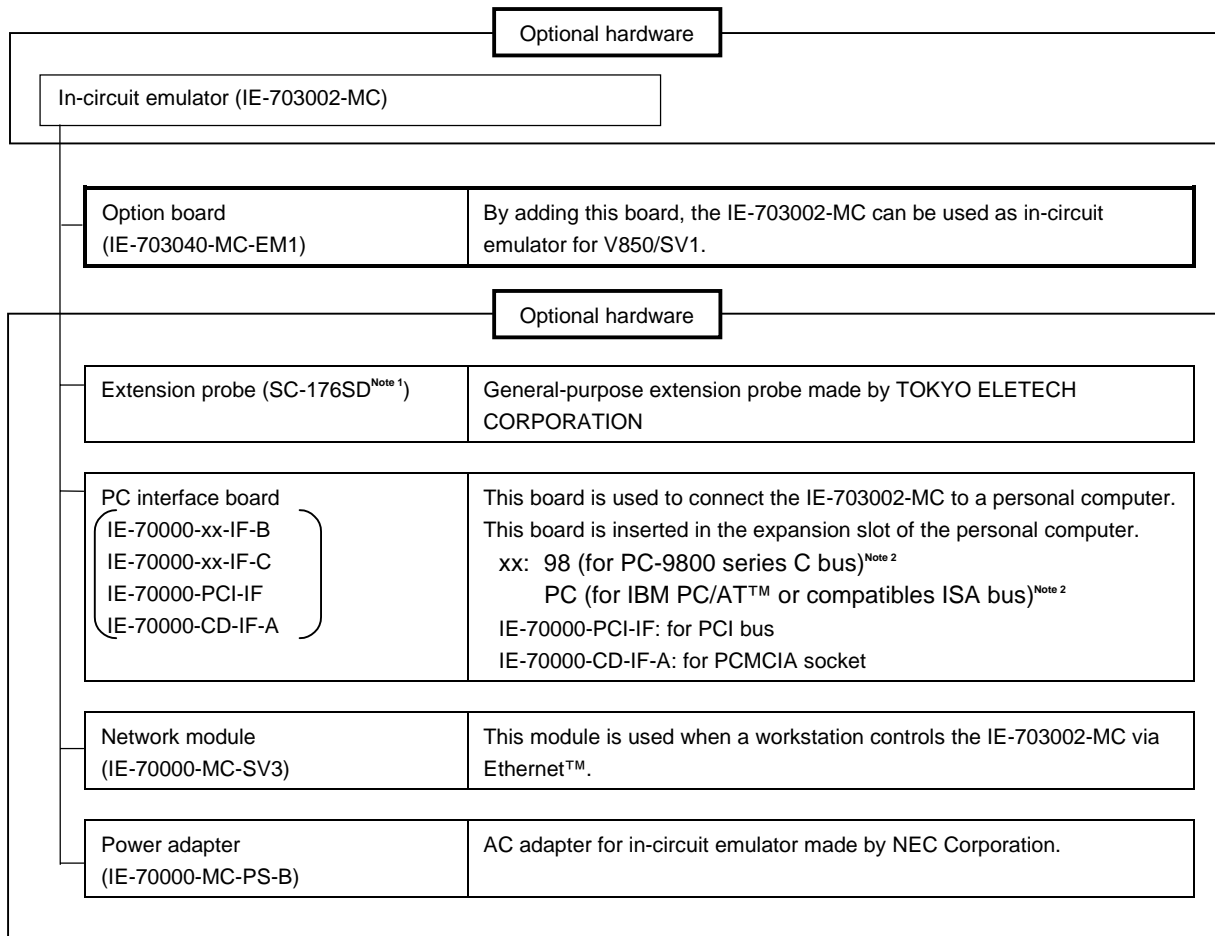 Optional hardware
In-circuit emulator (IE-703002-MC)
Option board
(IE-703040-MC-EM1)
By adding this board, the IE-703002-MC can be used as in-circuit
emulator for V850/SV1.
Optional hardware
Extension probe (SC-176SDNote 1)
General-purpose extension probe made by TOKYO ELETECH
CORPORATION
PC interface board
IE-70000-xx-IF-B
IE-70000-xx-IF-C
IE-70000-PCI-IF
IE-70000-CD-IF-A
This board is used to connect the IE-703002-MC to a personal computer.
This board is inserted in the expansion slot of the personal computer.
xx: 98 (for PC-9800 series C bus)Note 2
PC (for IBM PC/AT™ or compatibles ISA bus)Note 2
IE-70000-PCI-IF: for PCI bus
IE-70000-CD-IF-A: for PCMCIA socket
Network module
(IE-70000-MC-SV3)
This module is used when a workstation controls the IE-703002-MC via
Ethernet™.
Power adapter
(IE-70000-MC-PS-B)
AC adapter for in-circuit emulator made by NEC Corporation.